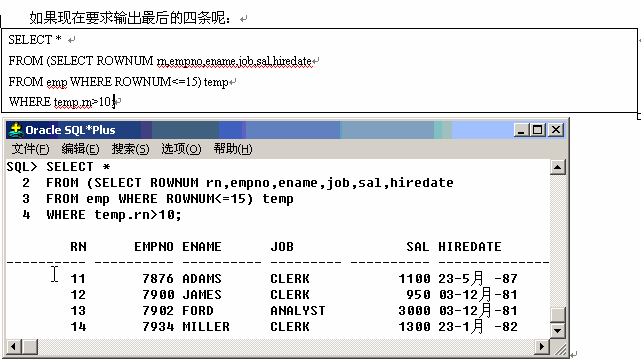 如果现在要求输出最后的四条呢：
SELECT *
FROM (SELECT ROWNUM rn,empno,ename,job,sal,hiredate
FROM emp WHERE ROWNUM<=15) temp
WHERE temp.rn>10;
Oracle SQL*Plus
文件(F) 编辑(E) 搜索(S) 选项(O) 帮助(H)
SQL> SELECT *
2 FROM (SELECT ROWNUM rn,empno,ename,job,sal,hiredate
3 FROM emp WHERE ROWNUM<=15) temp
4 WHERE temp.rn>10;
RN EMPNO ENAME JOB SAL HIREDATE
---------- ---------- ---------- --------- ---------- ----------
11 7876 ADAMS CLERK 1100 23-5月 -87
12 7900 JAMES CLERK 950 03-12月-81
13 7902 FORD ANALYST 3000 03-12月-81
14 7934 MILLER CLERK 1300 23-1月 -82